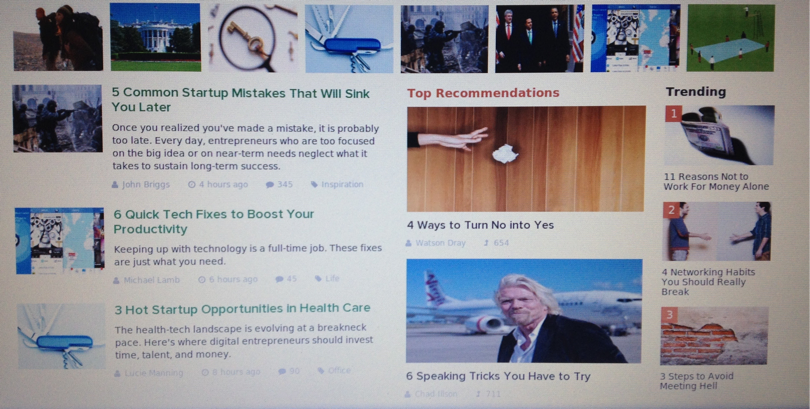 5 Common Startup Mistakes That Will Sink
You Later
Once you realized you've made a mistake, it is probably
too late. Every day, entrepreneurs who are too focused
on the big idea or on near-term needs neglect what it
takes to sustain long-term success.
John Briggs 4 hours ago 345 Inspiration
6 Quick Tech Fixes to Boost Your
Productivity
Keeping up with technology is a full-time job. These fixes
are just what you need.
Michael Lamb 6 hours ago 45 Life
3 Hot Startup Opportunities in Health Care
The health-tech landscape is evolving at a breakneck
pace. Here's where digital entrepreneurs should invest
time, talent, and money.
Lucie Manning 9 hours ago 90 Office
Top Recommendations
4 Ways to Turn No into Yes
Watson Dray 654
6 Speaking Tricks You Have to Try
Chad 711
Trending
1
11 Reasons Not to
Work For Money Alone
2
4 Networking Habits
You Should Really
Break
3
3 Steps to Avoid
Meeting Hell